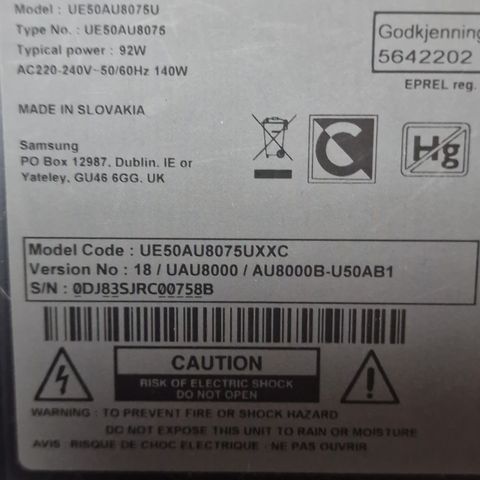 Model : UE50AU8075U
Type No. : UE50AU8075
Typical power : 92W
AC220-240V~50/60Hz 140W
Godkjenning
5642202
EPREL reg.
MADE IN SLOVAKIA
Samsung
PO Box 12987, Dublin. IE or
Yateley, GU46 6GG. UK
Hg
Model Code : UE50AU8075UXXC
Version No : 18 / UAU8000 / AU8000B-U50AB1
S/N : 0DJ83SJRC00758B
CAUTION
RISK OF ELECTRIC SHOCK
DO NOT OPEN
WARNING : TO PREVENT FIRE OR SHOCK HAZARD
DO NOT EXPOSE THIS UNIT TO RAIN OR MOISTURE
AVIS : RISQUE DE CHOC ELECTRIQUE - NE PAS OUVRIR